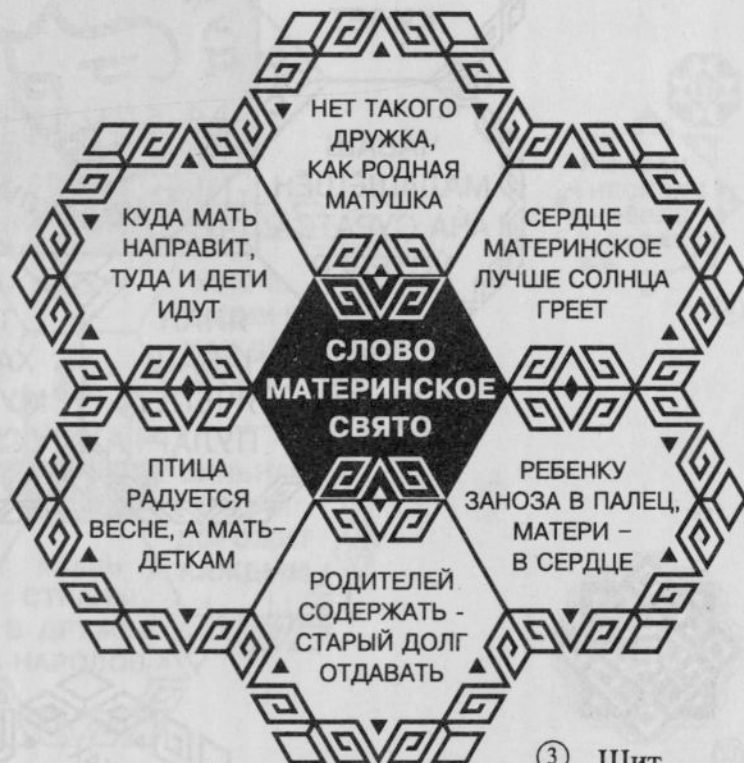 НЕТ ТАКОГО
ДРУЖКА,
КАК РОДНАЯ
МАТУШКА
КУДА МАТЬ
НАПРАВИТ,
ТУДА И ДЕТИ
ИДУТ
СЕРДЦЕ
МАТЕРИНСКОЕ
ЛУЧШЕ СОЛНЦА
ГРЕЕТ
СЛОВО
МАТЕРИНСКОЕ
СВЯТО
ПТИЦА
РАДУЕТСЯ
ВЕСНЕ, А МАТЬ–
ДЕТКАМ
РЕБЕНКУ
ЗАНОЗА В ПАЛЕЦ,
МАТЕРИ –
В СЕРДЦЕ
РОДИТЕЛЕЙ
СОДЕРЖАТЬ -
СТАРЫЙ ДОЛГ
ОТДАВАТЬ
③ Шит